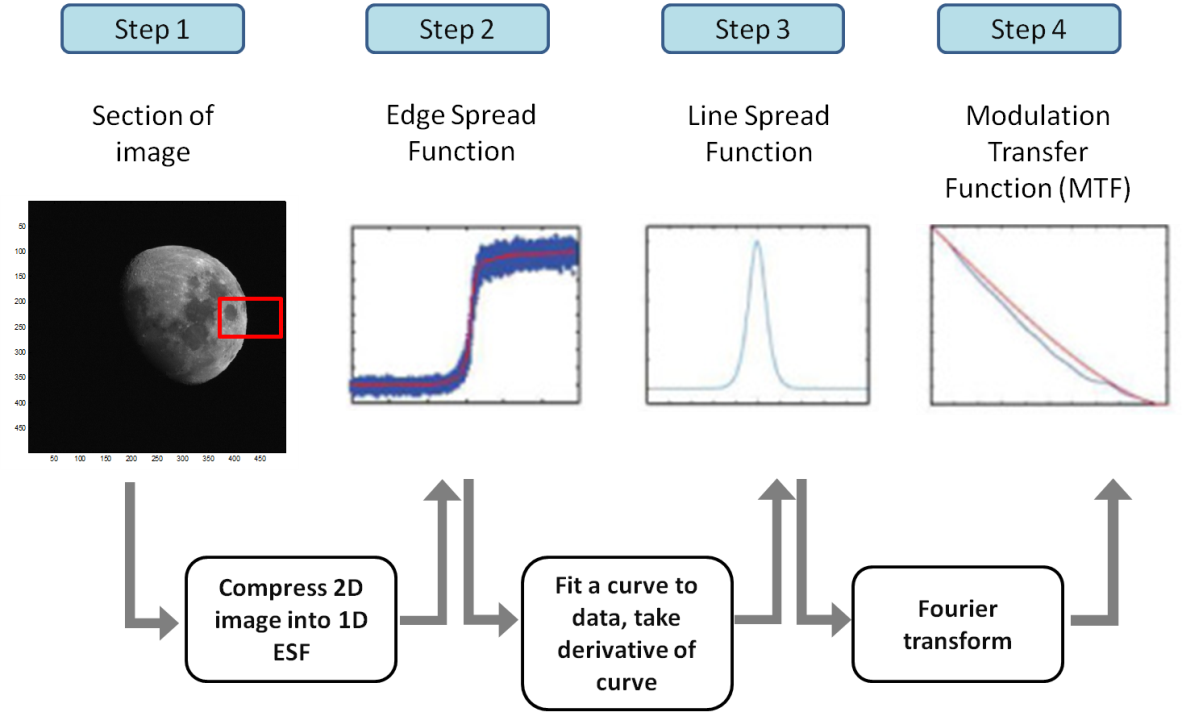 Step 1
Step 2
Step 3
Step 4
Section of
image
Edge Spread
Function
Line Spread
Function
Modulation
Transfer
Function (MTF)
50
100
150
200
250
300
350
400
450
50 100 150 200 250 300 350 400 450
Compress 2D
image into 1D
ESF
Fit a curve to
data, take
derivative of
curve
Fourier
transform